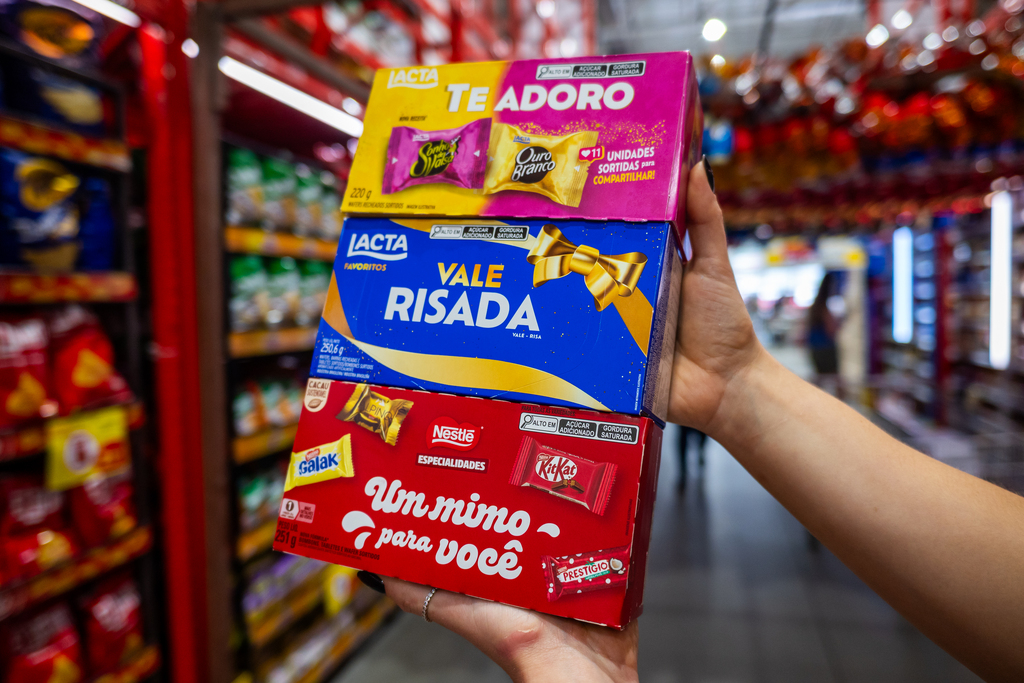 LACTA
ALTO EM AÇÚCAR ADICIONADO GORDURA SATURADA
TE ADORO
Sonho de Valsa
LACTA
Ouro Branco
11 UNIDADES
SORTIDAS para
COMPARTILHAR!
220 g
LACTA
FAVORITOS
ALTO EM AÇÚCAR ADICIONADO GORDURA SATURADA
VALE
RISADA
VALE - RISA
250,6 g
CACAU
Nestlé
ESPECIALIDADES
ALTO EM AÇÚCAR ADICIONADO GORDURA SATURADA
Galak
KitKat
Um mimo
para você
PRESTÍGIO
251 g